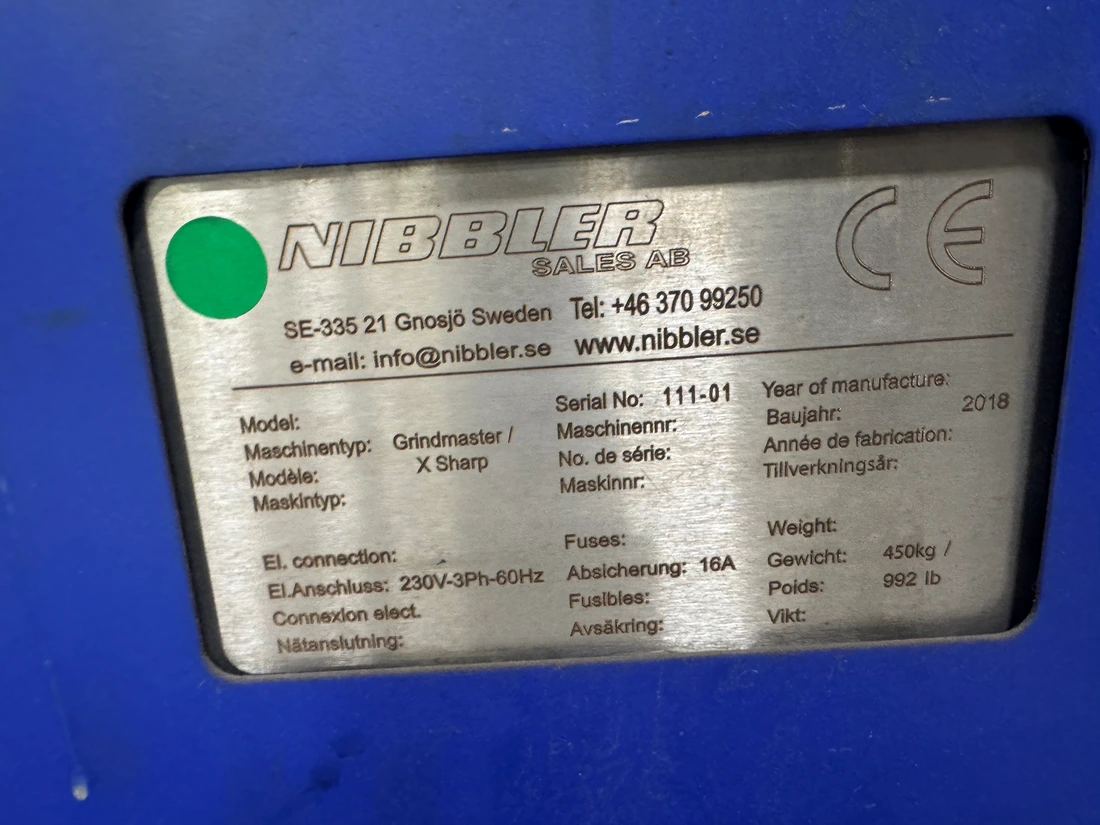 NIBBLER
SALES AB
CE
SE-335 21 Gnosjö Sweden Tel: +46 370 99250
e-mail: info@nibbler.se www.nibbler.se
Model:
Maschinentyp: Grindmaster /
Modèle: X Sharp
Maskintyp:
Serial No: 111-01
Maschinennr:
No. de série:
Maskinnr:
Year of manufacture:
Baujahr: 2018
Année de fabrication:
Tillverkningsår:
El. connection:
El.Anschluss: 230V-3Ph-60Hz
Connexion elect.
Nätanslutning:
Fuses:
Absicherung: 16A
Fusibles:
Avsäkring:
Weight:
Gewicht: 450kg /
Poids: 992 lb
Vikt: